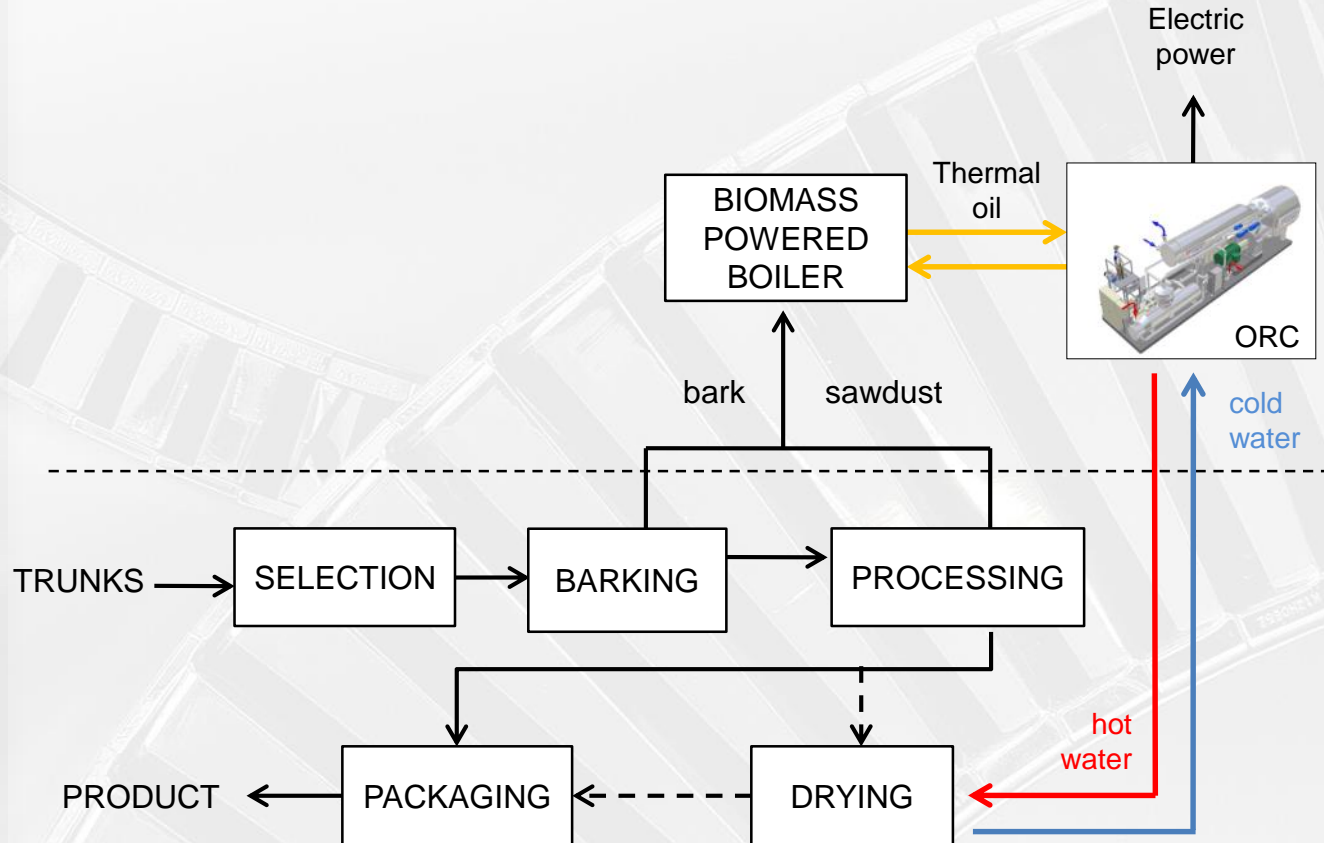 Electric
power
Thermal
oil
BIOMASS
POWERED
BOILER
ORC
bark
sawdust
cold
water
TRUNKS
SELECTION
BARKING
PROCESSING
hot
water
PRODUCT
PACKAGING
DRYING